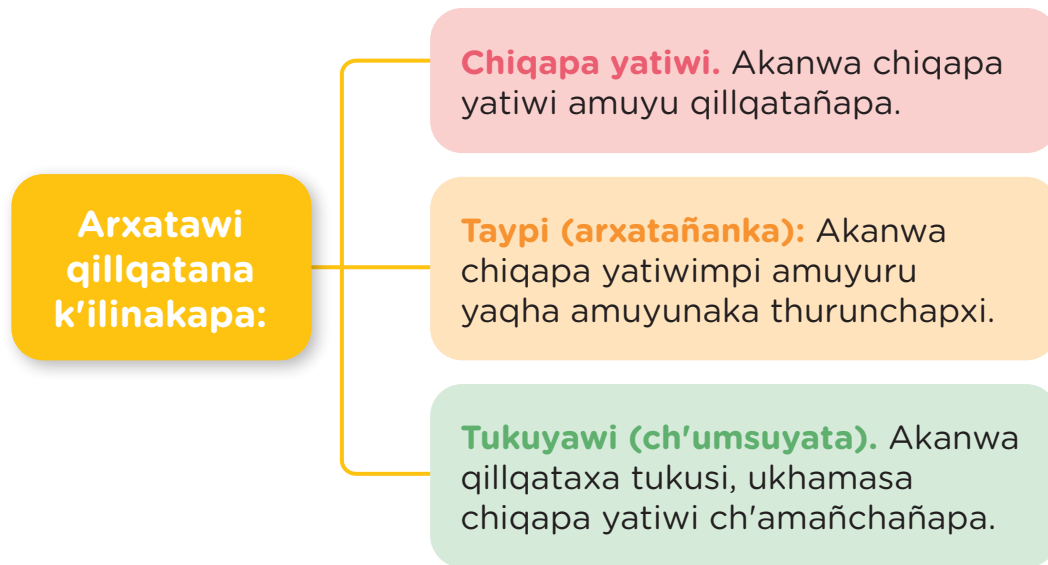 Arxatawi
qillqatana
k'ilinakapa:
Chiqapa yatiwi. Akanwa chiqapa
yatiwi amuyu qillqatañapa.
Taypi (arxatañanka): Akanwa
chiqapa yatiwimpi amuyuru
yaqha amuyunaka thurunchapxi.
Tukuyawi (ch'umsuyata). Akanwa
qillqataxa tukusi, ukhamasa
chiqapa yatiwi ch'amañchañapa.